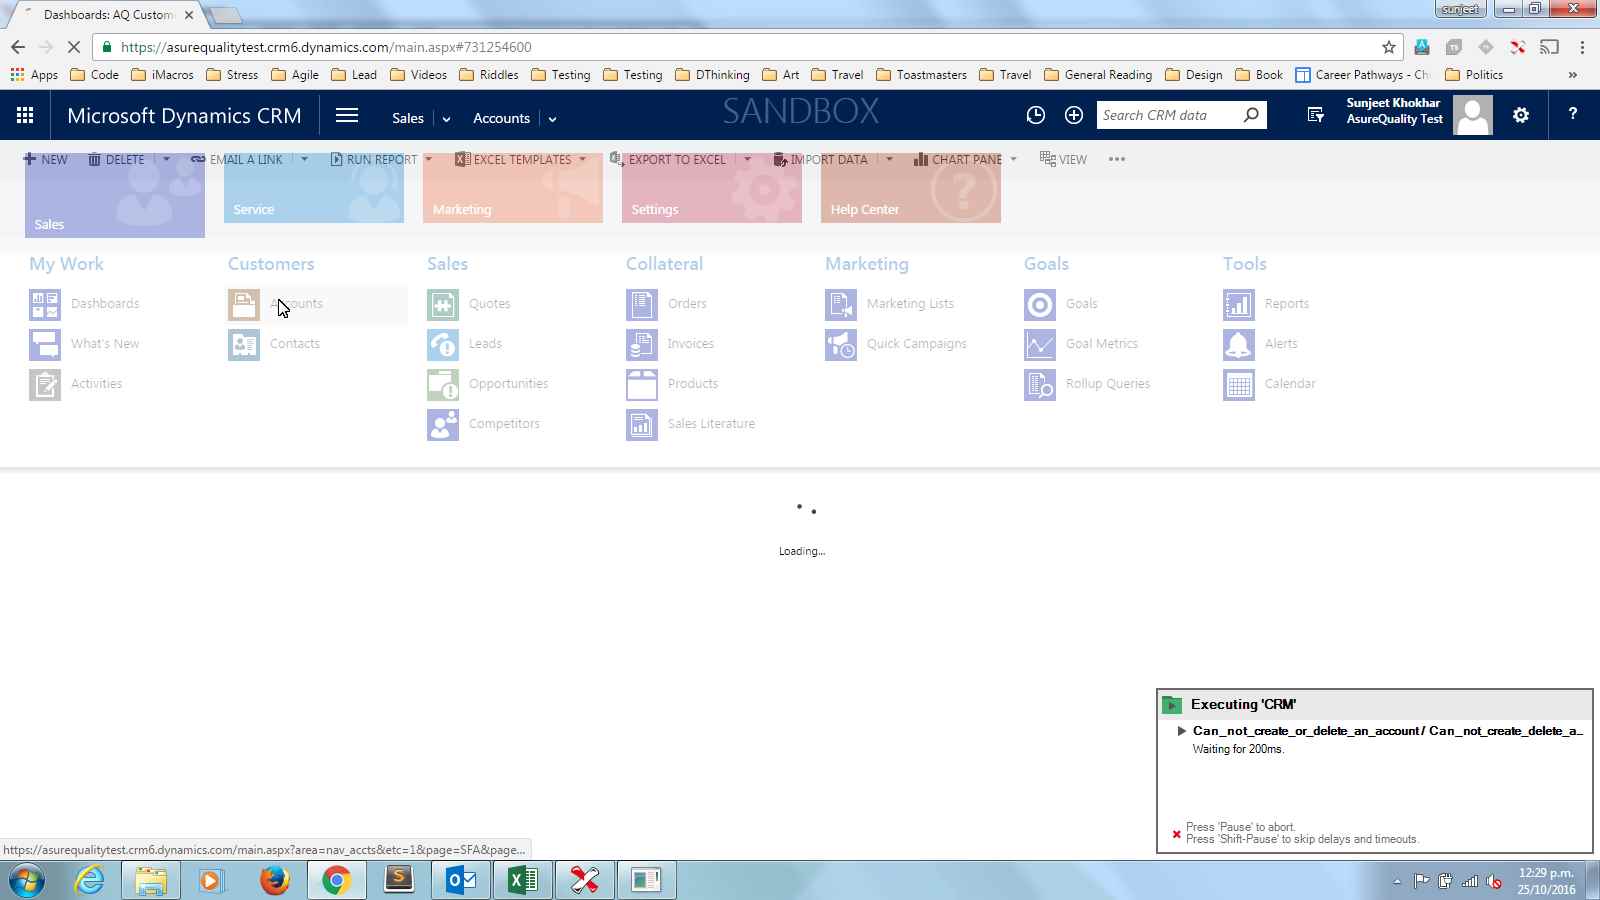 Dashboards: AQ Custom
sunjeet
https://asurequalitytest.crm6.dynamics.com/main.aspx#731254600
Apps Code iMacros Stress Agile Lead Videos Riddles Testing Testing DThinking Art Travel Toastmasters Travel General Reading Design Book Career Pathways - Ch Politics »
Microsoft Dynamics CRM Sales Accounts SANDBOX Search CRM data Sunjeet Khokhar ?
AsureQuality Test
NEW DELETE EMAIL A LINK RUN REPORT EXCEL TEMPLATES EXPORT TO EXCEL IMPORT DATA CHART PANE VIEW
Sales Service Marketing Settings Help Center
My Work Customers Sales Collateral Marketing Goals Tools
Dashboards Accounts Quotes Orders Marketing Lists Goals Reports
What's New Contacts Leads Invoices Quick Campaigns Goal Metrics Alerts
Activities Opportunities Products Rollup Queries Calendar
Competitors Sales Literature
Loading...
Executing 'CRM'
Can_not_create_or_delete_an_account / Can_not_create_delete_a...
Waiting for 200ms.
Press 'Pause' to abort.
Press 'Shift-Pause' to skip delays and timeouts.
https://asurequalitytest.crm6.dynamics.com/main.aspx?area=nav_accts&etc=1&page=SFA&page...
12:29 p.m.
25/10/2016